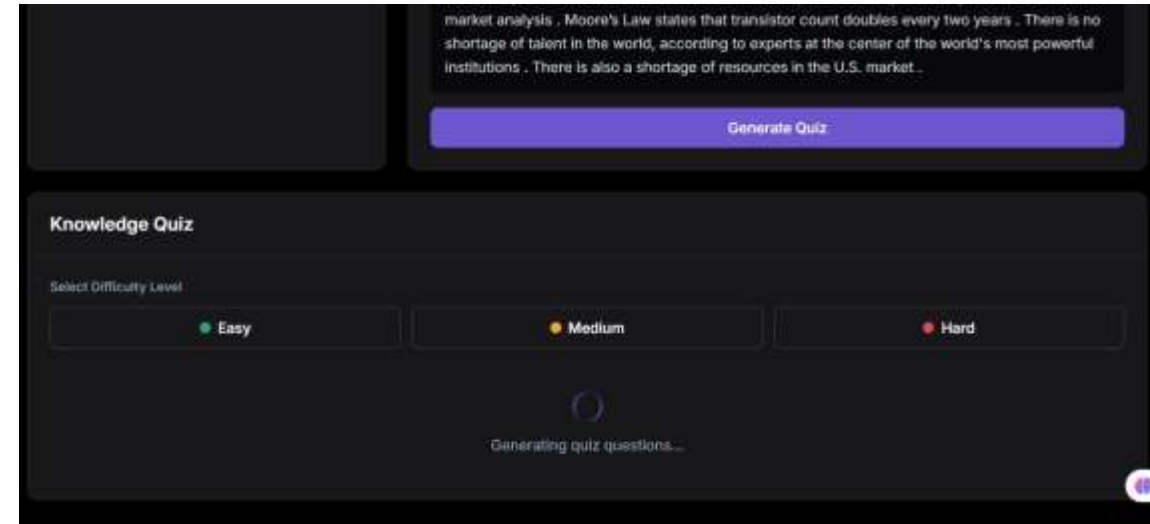 market analysis . Moore's Law states that transistor count doubles every two years . There is no
shortage of talent in the world, according to experts at the center of the world's most powerful
institutions . There is also a shortage of resources in the U.S. market .
Generate Quiz
Knowledge Quiz
Select Difficulty Level
Easy
Medium
Hard
Generating quiz questions...